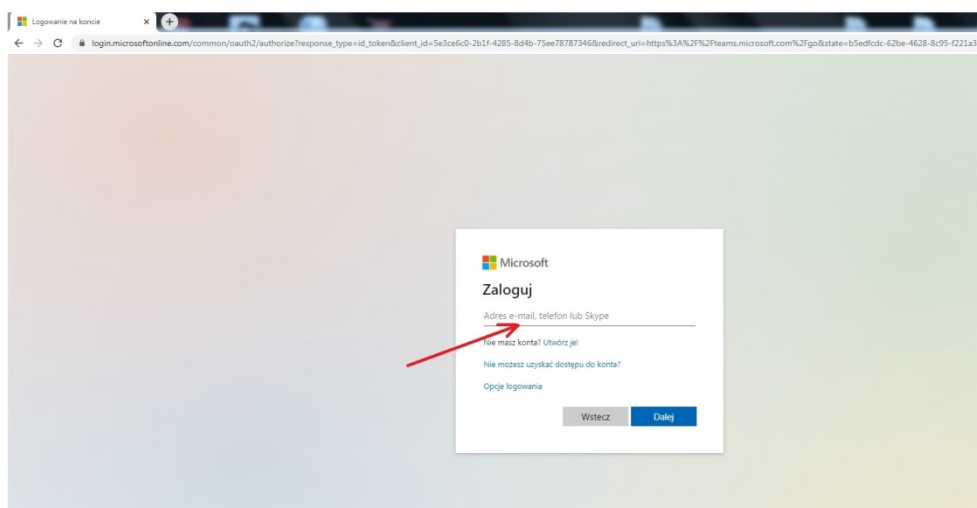 Logowanie na koncie
login.microsoftonline.com/common/oauth2/authorize?response_type=id_token&client_id=5e3ce6c0-2b1f-4285-8d4b-75ee78787346&redirect_uri=https%3A%2F%2Fteams.microsoft.com%2Fgo&state=b5edfcdc-62be-4628-8c95-f221a3
Microsoft
Zaloguj
Adres e-mail, telefon lub Skype
Nie masz konta? Utwórz je!
Nie możesz uzyskać dostępu do konta?
Opcje logowania
Wstecz Dalej